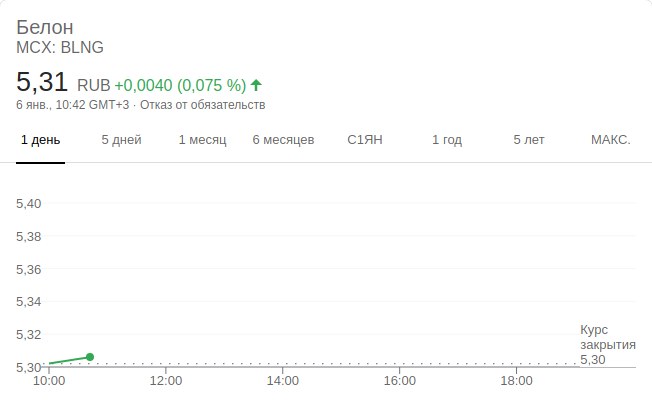 Белон
MCX: BLNG
5,31 RUB +0,0040 (0,075 %)
6 янв., 10:42 GMT+3 · Отказ от обязательств
1 день 5 дней 1 месяц 6 месяцев С1ЯН 1 год 5 лет МАКС.
5,40
5,38
5,36
5,34
5,32
5,30
Курс
закрытия
5,30
10:00 12:00 14:00 16:00 18:00